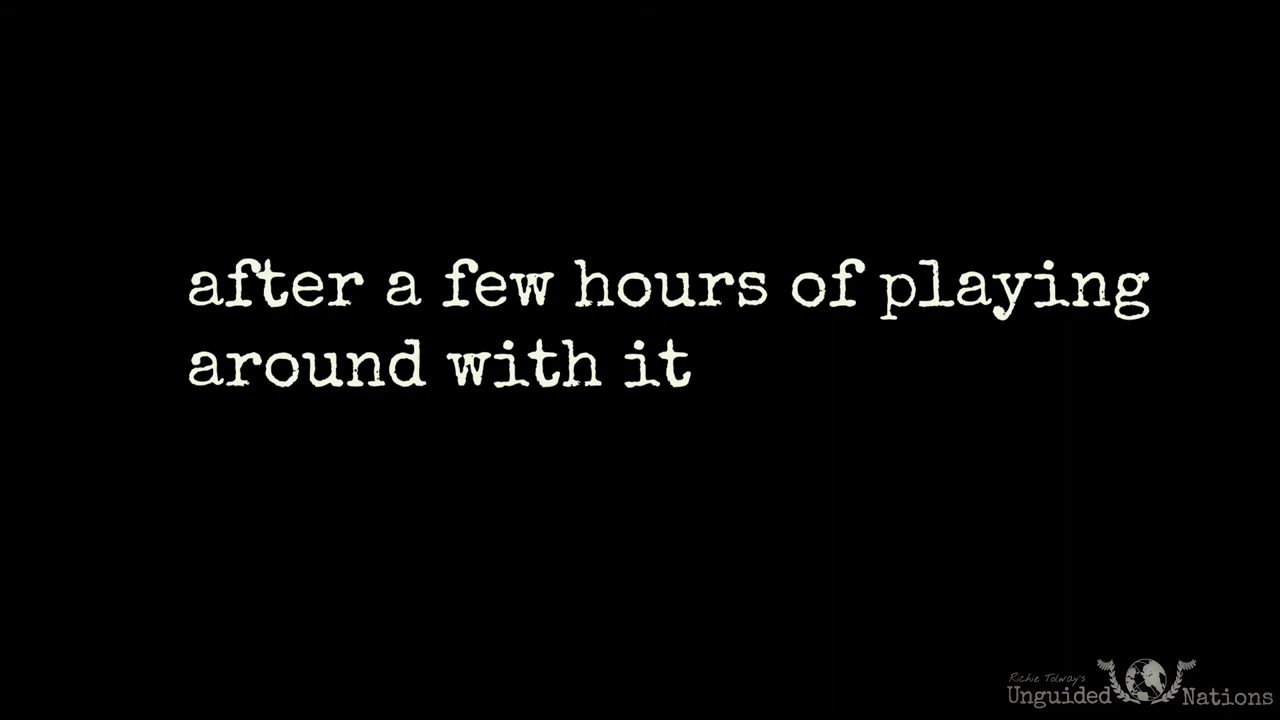 after a few hours of playing
around with it
Richie Tolway's
Unguided Nations